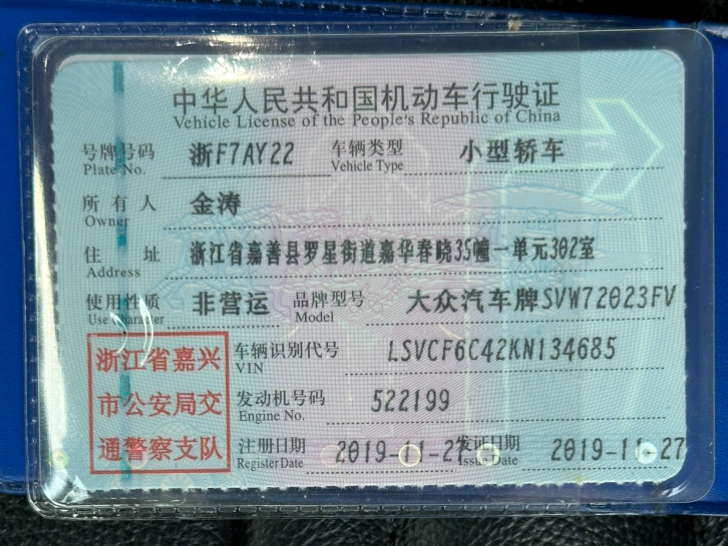 中华人民共和国机动车行驶证
Vehicle License of the People's Republic of China
号牌号码 浙F7AY22 车辆类型 小型轿车
Plate No. Vehicle Type
所有人 金涛
Owner
住址 浙江省嘉善县罗星街道嘉华春晓35幢一单元302室
Address
使用性质 非营运 品牌型号 大众汽车牌SVW72023FV
Use Character Model
浙江省嘉兴
市公安局交
通警察支队
车辆识别代号 LSVCF6C42KN134685
VIN
发动机号码 522199
Engine No.
注册日期 2019-11-27 发证日期 2019-11-27
Register Date Issue Date